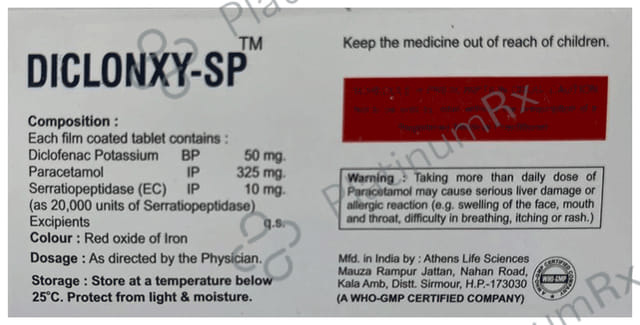 DICLONXY-SP™
Composition :
Each film coated tablet contains :
Diclofenac Potassium BP 50 mg.
Paracetamol IP 325 mg.
Serratiopeptidase (EC) IP 10 mg.
(as 20,000 units of Serratiopeptidase)
Excipients q.s.
Colour : Red oxide of Iron
Dosage : As directed by the Physician.
Storage : Store at a temperature below
25°C. Protect from light & moisture.
Keep the medicine out of reach of children.
Warning : Taking more than daily dose of
Paracetamol may cause serious liver damage or
allergic reaction (e.g. swelling of the face, mouth
and throat, difficulty in breathing, itching or rash.)
Mfd. in India by : Athens Life Sciences
Mauza Rampur Jattan, Nahan Road,
Kala Amb, Distt. Sirmour, H.P.-173030
(A WHO-GMP CERTIFIED COMPANY)
WHO-GMP
PlatinumRx